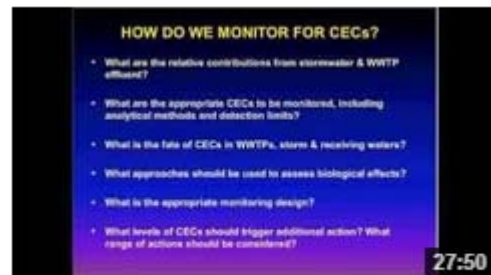 HOW DO WE MONITOR FOR CECs?
• What are the relative contributions from stormwater & WWTP
effluent?
• What are the appropriate CECs to be monitored, including
analytical methods and detection limits?
• What is the fate of CECs in WWTPs, storm & receiving waters?
• What approaches should be used to assess biological effects?
• What is the appropriate monitoring design?
• What levels of CECs should trigger additional action? What
range of actions should be considered?
27:50